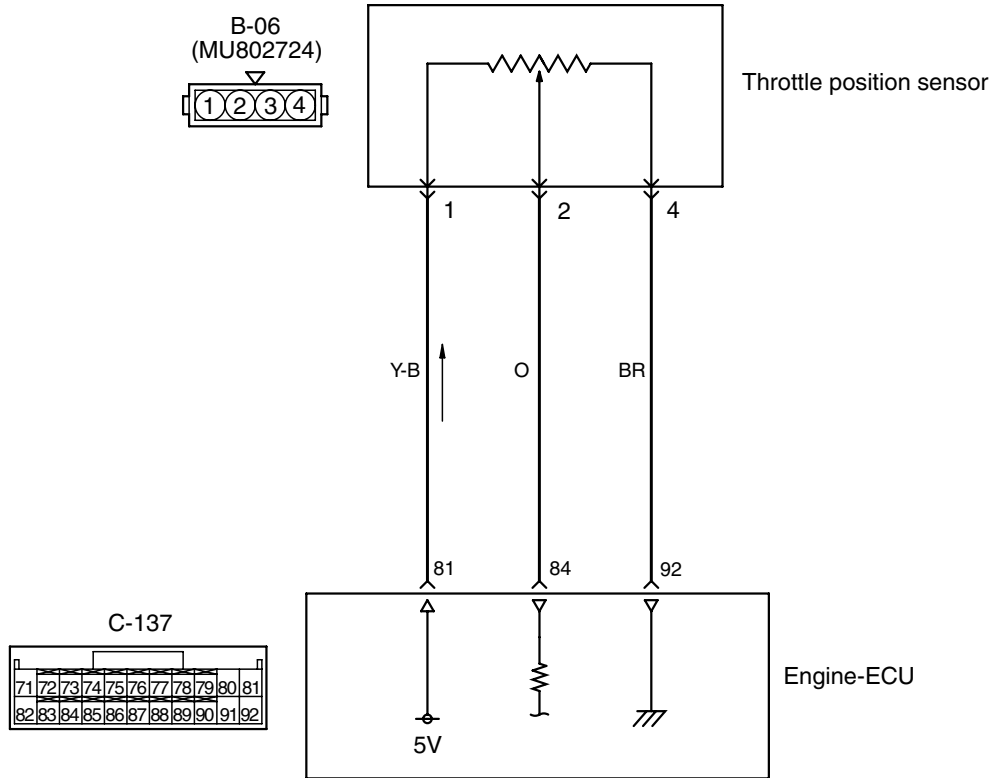 B-06
(MU802724)
1 2 3 4
Throttle position sensor
1 2 4
Y-B O BR
81 84 92
C-137
71 72 73 74 75 76 77 78 79 80 81
82 83 84 85 86 87 88 89 90 91 92
Engine-ECU
5V